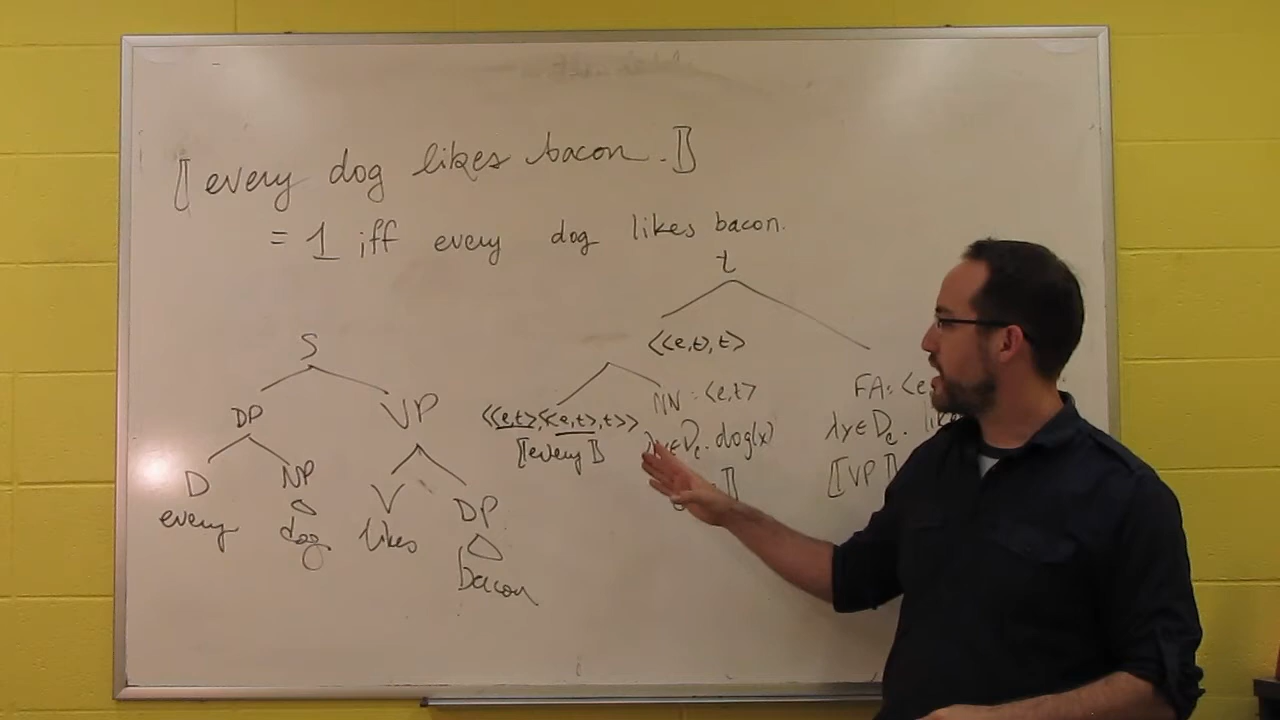 ⟦every dog likes bacon.⟧
= 1 iff every dog likes bacon.
S
DP VP
D NP V DP
every dog likes
bacon
t
<<e,t>,t>
<<e,t>,<<e,t>,t>> NN : <e,t>
⟦every⟧ ∈De. dog(x)
⟧
FA: <e,
λy∈De. like
⟦VP⟧